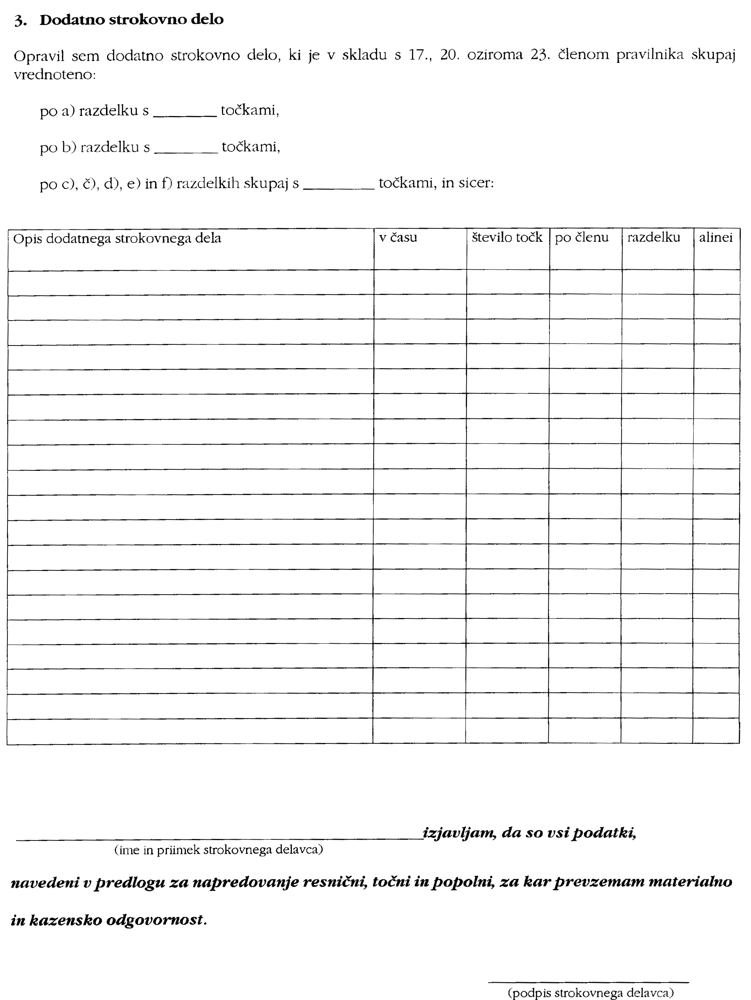 3. Dodatno strokovno delo
Opravil sem dodatno strokovno delo, ki je v skladu s 17., 20. oziroma 23. členom pravilnika skupaj
vrednoteno:
po a) razdelku s ________ točkami,
po b) razdelku s ________ točkami,
po c), č), d), e) in f) razdelkih skupaj s _________ točkami, in sicer:
Opis dodatnega strokovnega dela v času število točk po členu razdelku alinei
izjavljam, da so vsi podatki,
(ime in priimek strokovnega delavca)
navedeni v predlogu za napredovanje resnični, točni in popolni, za kar prevzemam materialno
in kazensko odgovornost.
(podpis strokovnega delavca)